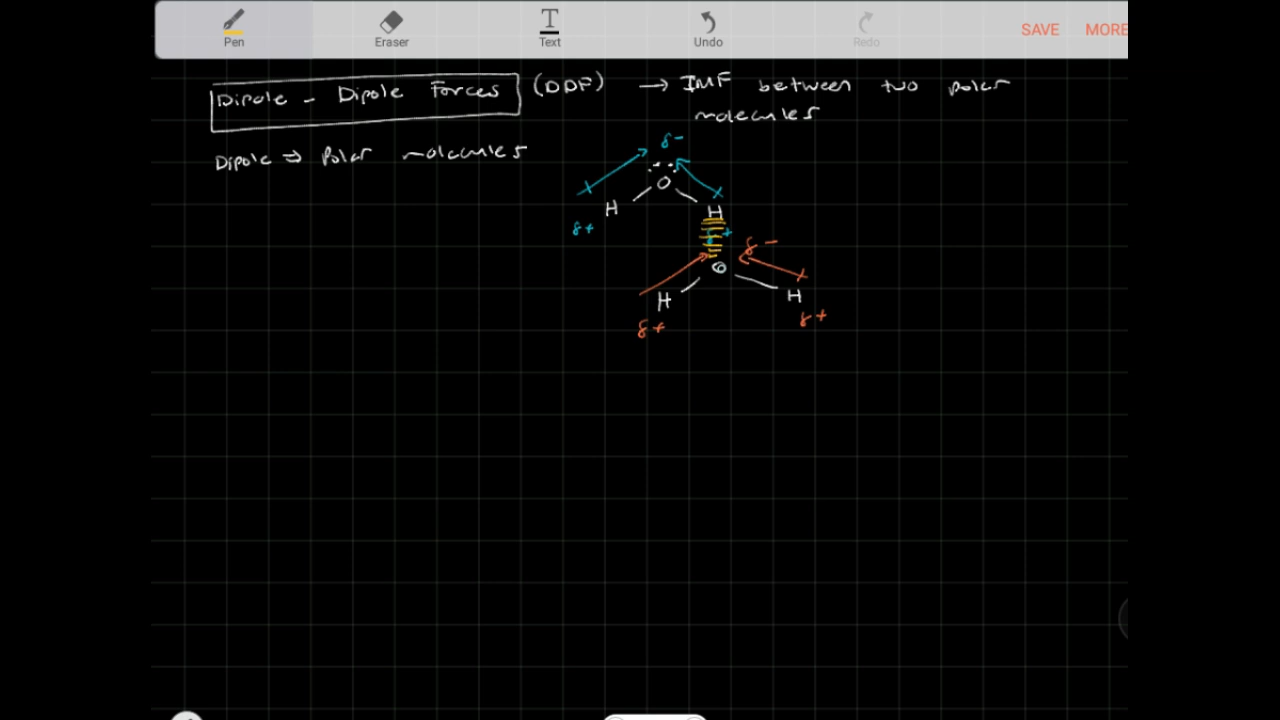 Pen Eraser Text Undo Redo SAVE MORE
Dipole - Dipole Forces (DDF) → IMF between two polar
molecules
Dipole ⇒ Polar molecules
δ-
O
H H
δ+ δ+
δ-
O
H H
δ+ δ+